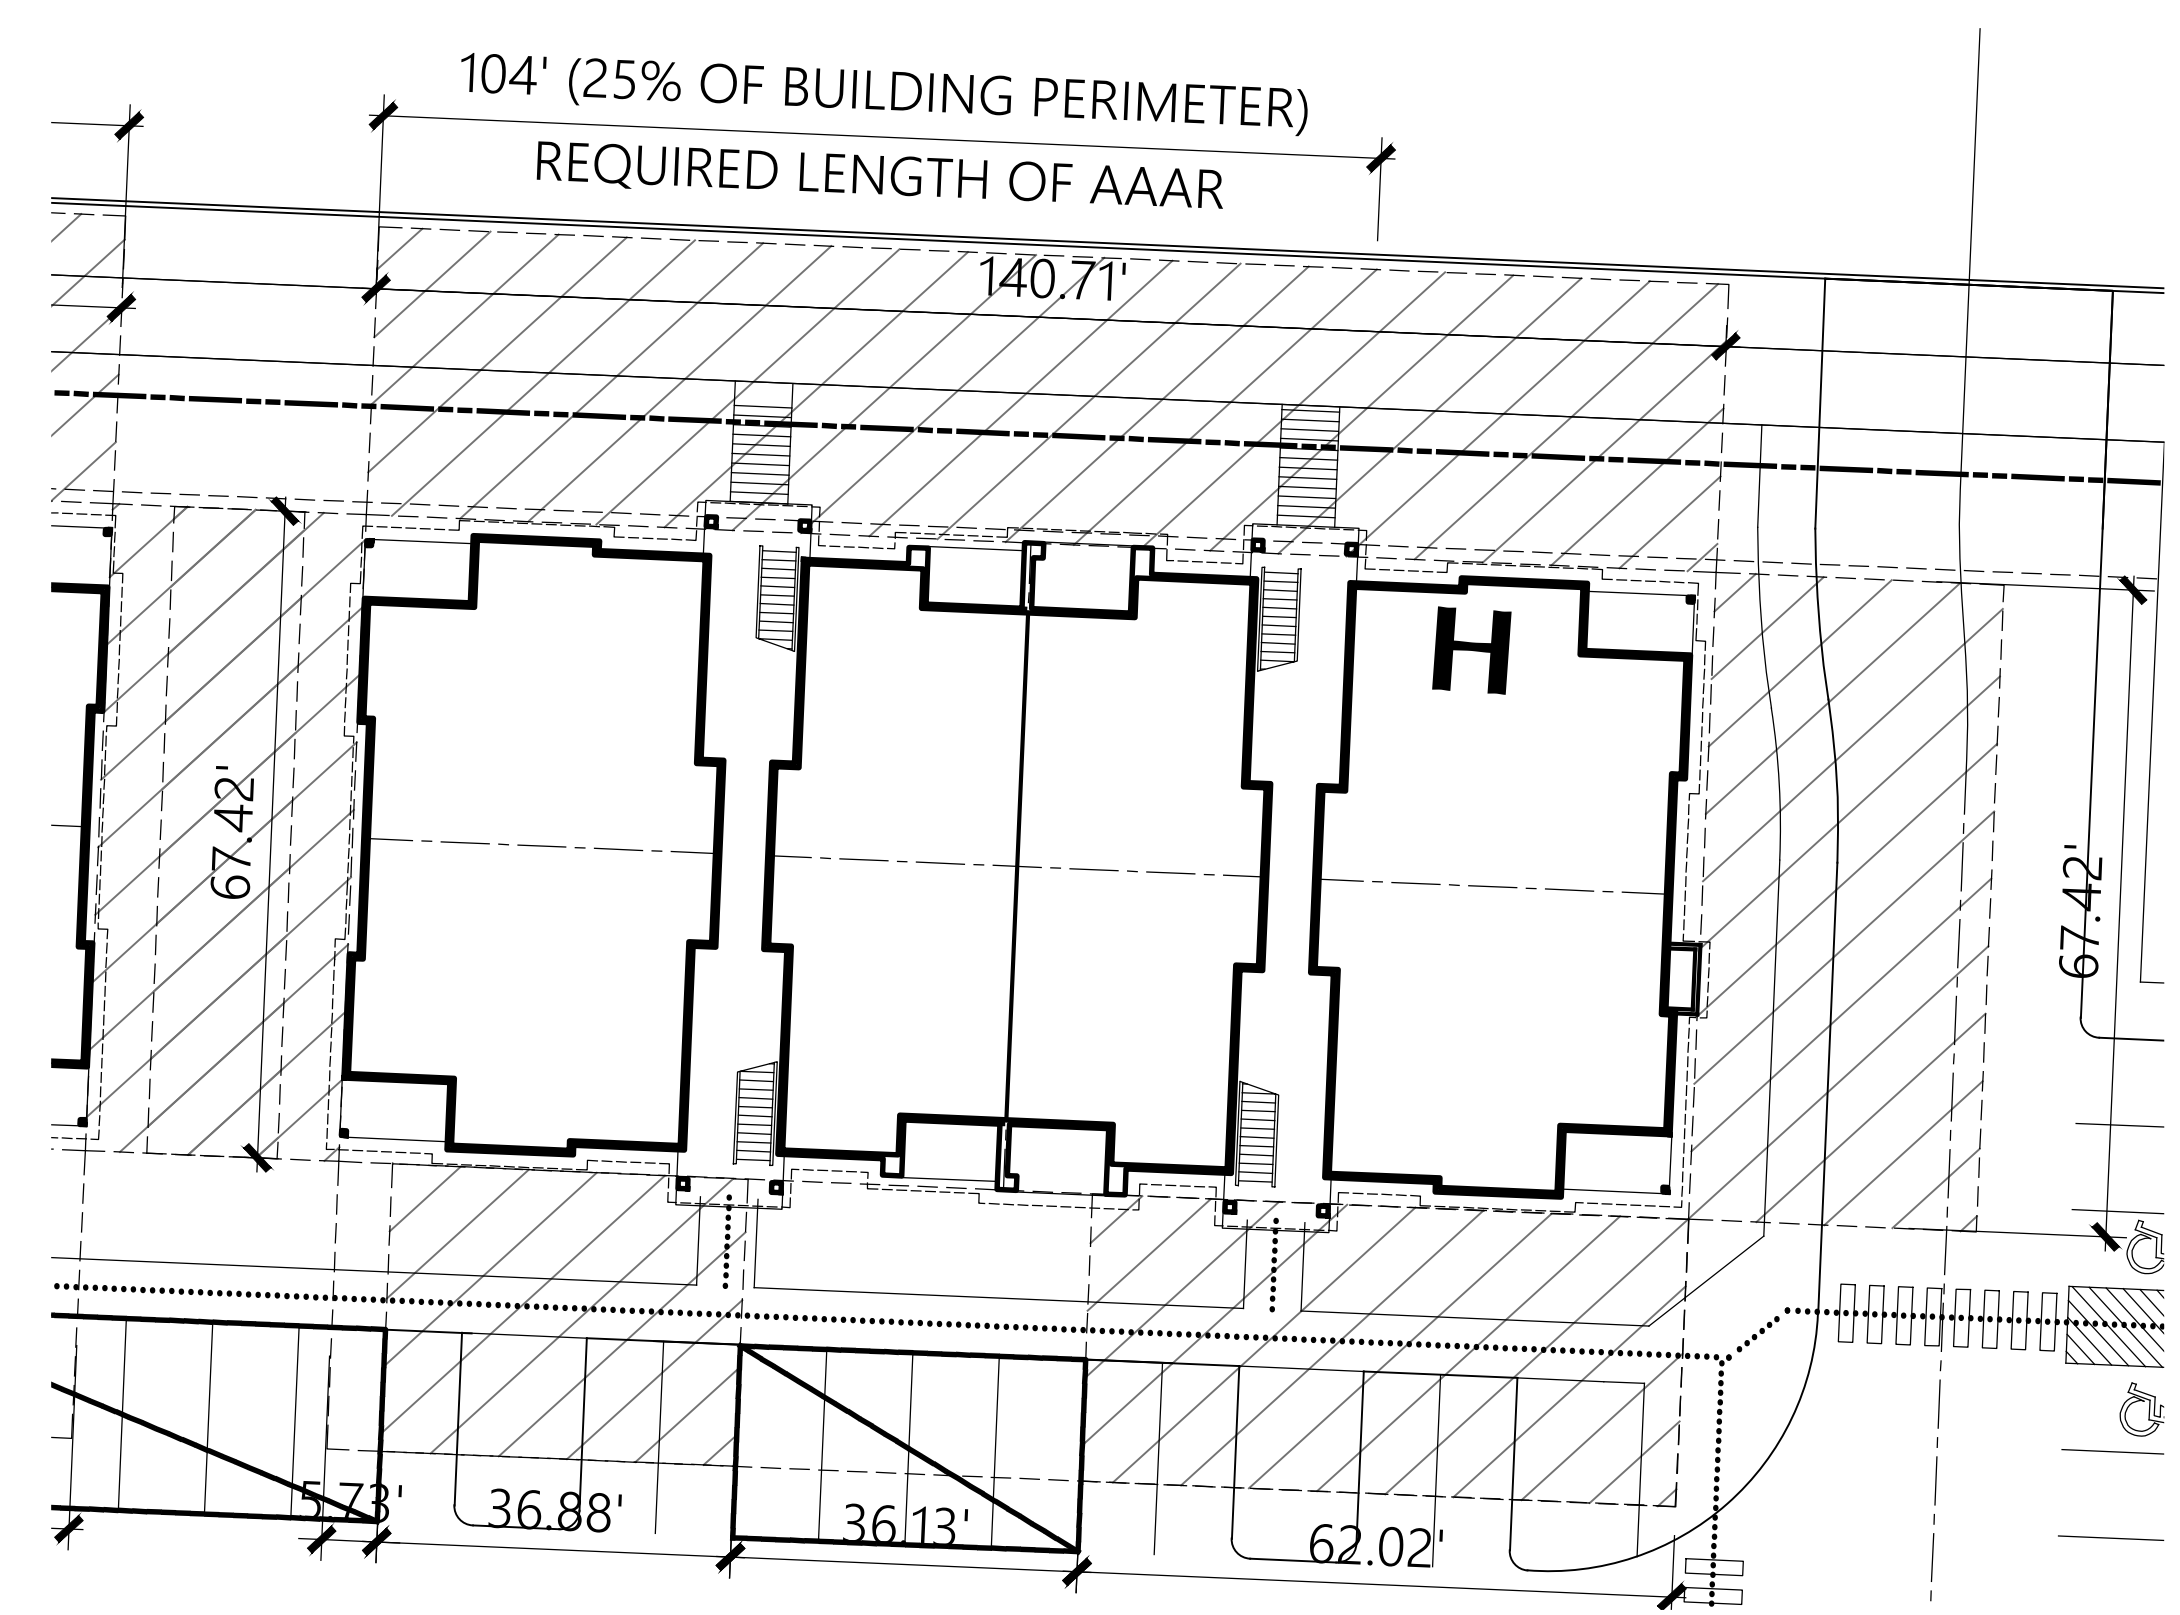 104' (25% OF BUILDING PERIMETER)
REQUIRED LENGTH OF AAAR
140.71'
H
67.42'
67.42'
5.73'
36.88'
36.13'
62.02'